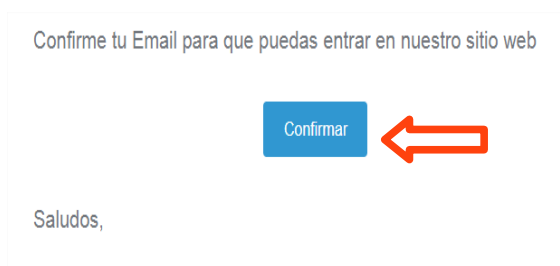 Confirme tu Email para que puedas entrar en nuestro sitio web
Confirmar
Saludos,